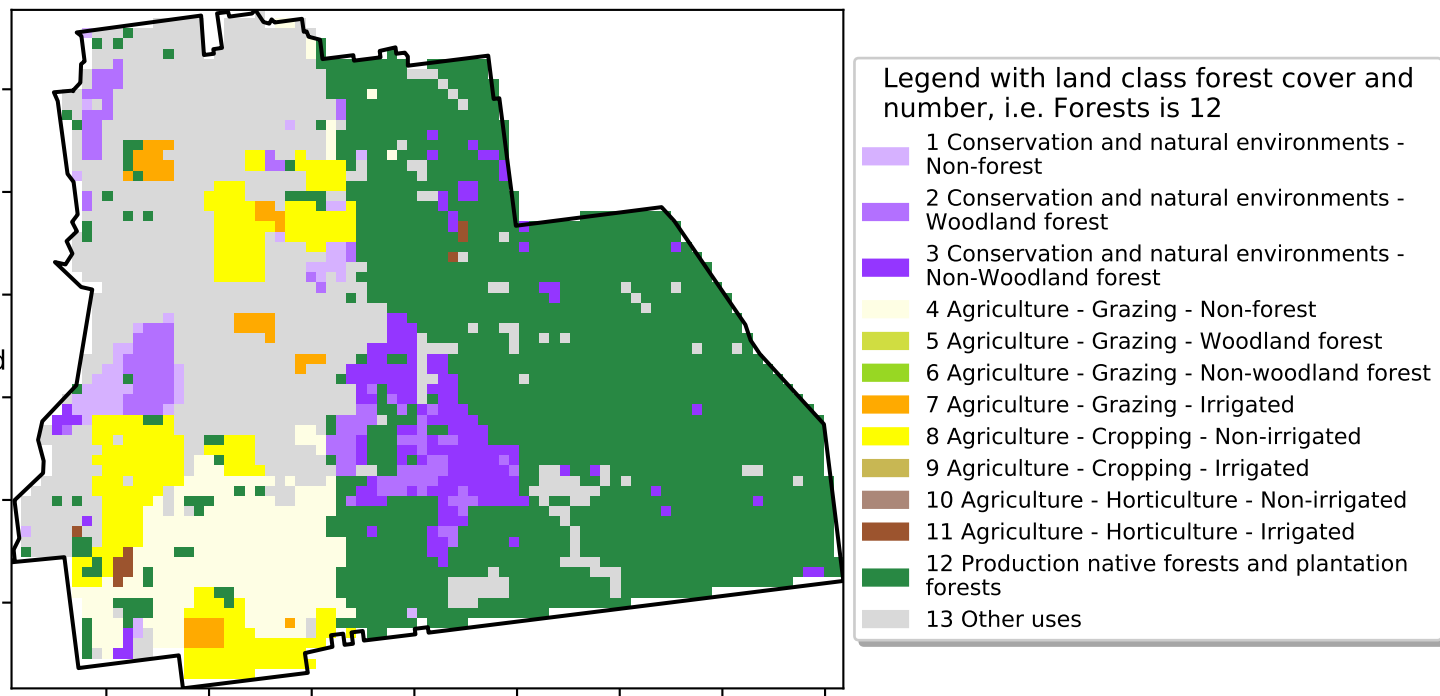 d
Legend with land class forest cover and
number, i.e. Forests is 12
1 Conservation and natural environments -
Non-forest
2 Conservation and natural environments -
Woodland forest
3 Conservation and natural environments -
Non-Woodland forest
4 Agriculture - Grazing - Non-forest
5 Agriculture - Grazing - Woodland forest
6 Agriculture - Grazing - Non-woodland forest
7 Agriculture - Grazing - Irrigated
8 Agriculture - Cropping - Non-irrigated
9 Agriculture - Cropping - Irrigated
10 Agriculture - Horticulture - Non-irrigated
11 Agriculture - Horticulture - Irrigated
12 Production native forests and plantation
forests
13 Other uses